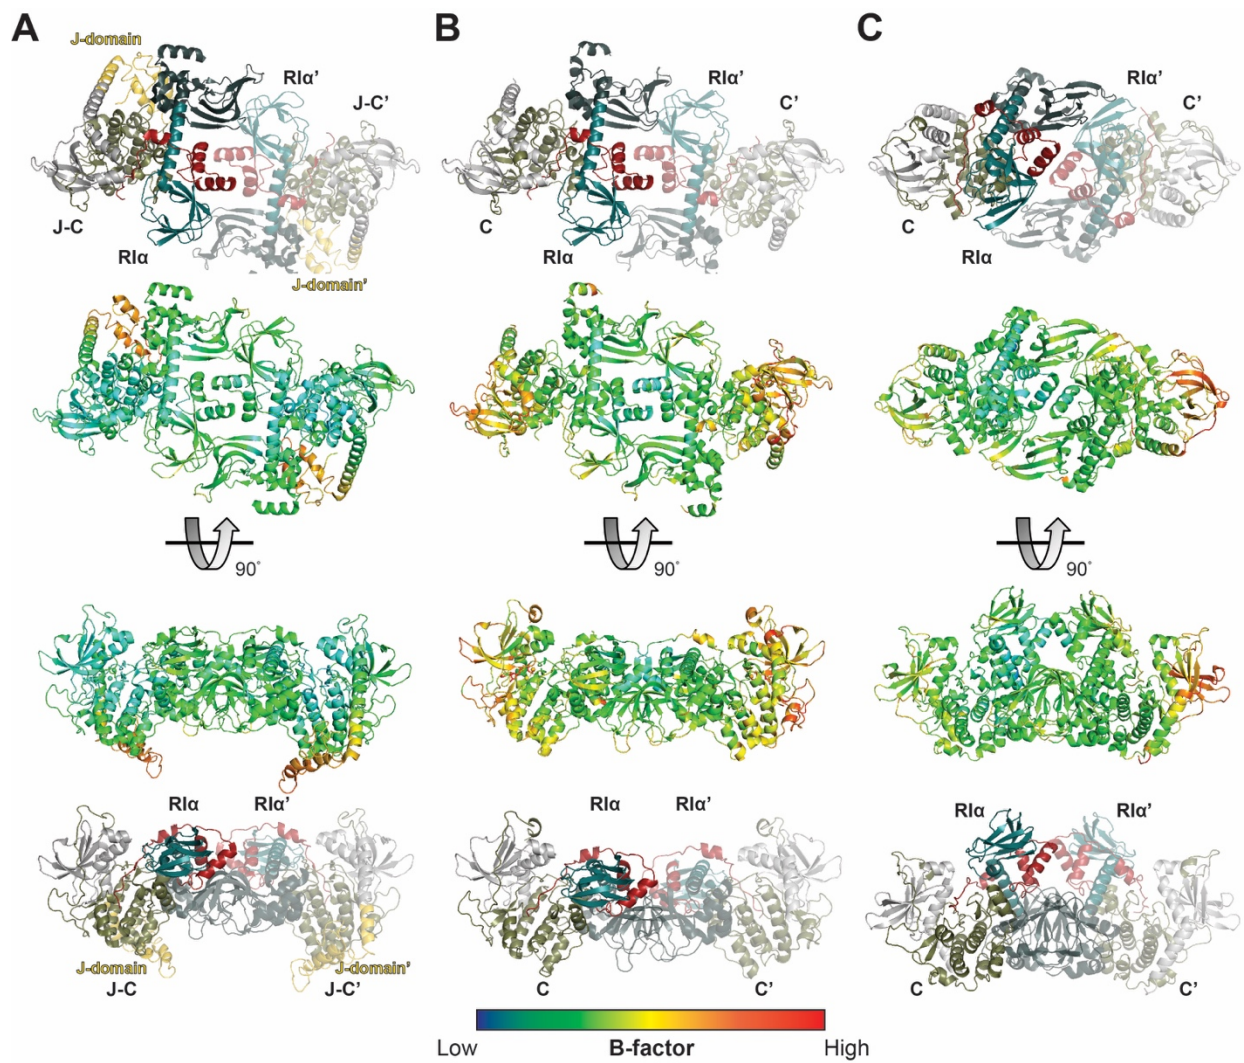 A
J-domain
RIα'
J-C'
J-C
RIα
J-domain'
B
RIα'
C'
C
RIα
C
RIα'
C'
C
RIα
90°
90°
90°
RIα
RIα'
J-domain
J-domain'
J-C
J-C'
RIα
RIα'
C
C'
RIα
RIα'
C
C'
Low
B-factor
High